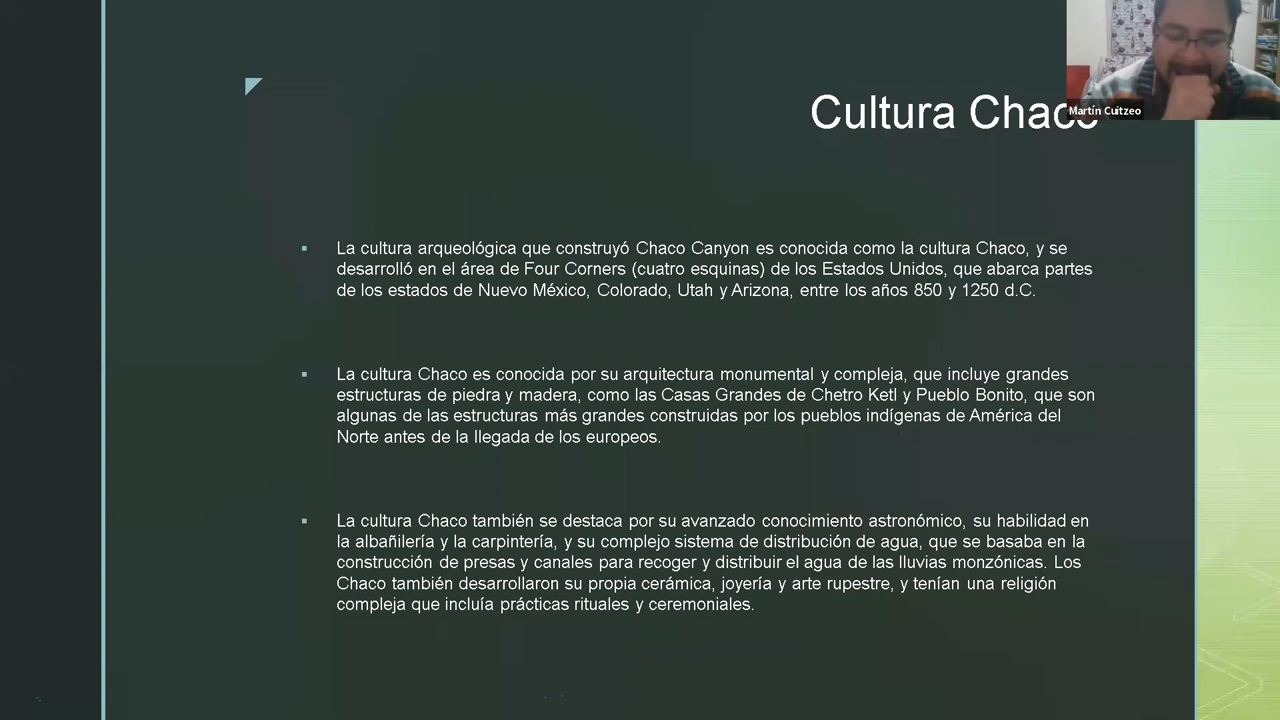 Cultura Chaco
Martín Cuitzeo
La cultura arqueológica que construyó Chaco Canyon es conocida como la cultura Chaco, y se
desarrolló en el área de Four Corners (cuatro esquinas) de los Estados Unidos, que abarca partes
de los estados de Nuevo México, Colorado, Utah y Arizona, entre los años 850 y 1250 d.C.
La cultura Chaco es conocida por su arquitectura monumental y compleja, que incluye grandes
estructuras de piedra y madera, como las Casas Grandes de Chetro Ketl y Pueblo Bonito, que son
algunas de las estructuras más grandes construidas por los pueblos indígenas de América del
Norte antes de la llegada de los europeos.
La cultura Chaco también se destaca por su avanzado conocimiento astronómico, su habilidad en
la albañilería y la carpintería, y su complejo sistema de distribución de agua, que se basaba en la
construcción de presas y canales para recoger y distribuir el agua de las lluvias monzónicas. Los
Chaco también desarrollaron su propia cerámica, joyería y arte rupestre, y tenían una religión
compleja que incluía prácticas rituales y ceremoniales.